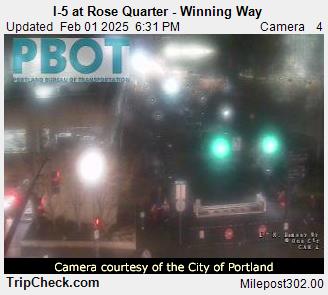 I-5 at Rose Quarter - Winning Way
Updated Feb 01 2025 6:31 PM Camera 4
PBOT
PORTLAND BUREAU OF TRANSPORTATION
Camera courtesy of the City of Portland
TripCheck.com Milepost302.00